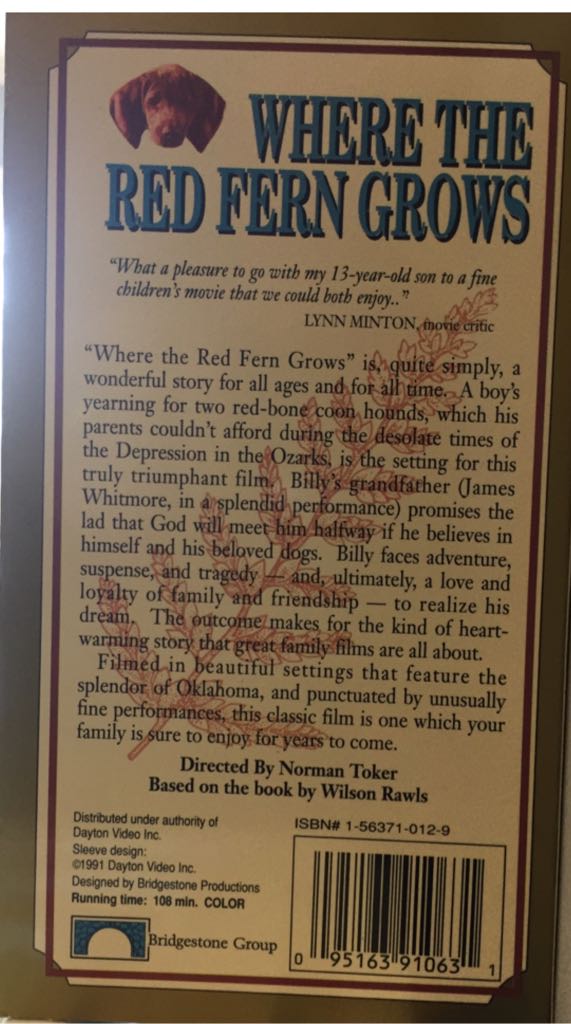 WHERE THE
RED FERN GROWS
“What a pleasure to go with my 13-year-old son to a fine
children's movie that we could both enjoy..”
LYNN MINTON, movie critic
“Where the Red Fern Grows” is, quite simply, a
wonderful story for all ages and for all time. A boy's
yearning for two red-bone coon hounds, which his
parents couldn't afford during the desolate times of
the Depression in the Ozarks, is the setting for this
truly triumphant film. Billy's grandfather (James
Whitmore, in a splendid performance) promises the
lad that God will meet him halfway if he believes in
himself and his beloved dogs. Billy faces adventure,
suspense, and tragedy — and, ultimately, a love and
loyalty of family and friendship — to realize his
dream. The outcome makes for the kind of heart-
warming story that great family films are all about.
Filmed in beautiful settings that feature the
splendor of Oklahoma, and punctuated by unusually
fine performances, this classic film is one which your
family is sure to enjoy for years to come.
Directed By Norman Toker
Based on the book by Wilson Rawls
Distributed under authority of
Dayton Video Inc.
Sleeve design:
©1991 Dayton Video Inc.
Designed by Bridgestone Productions
Running time: 108 min. COLOR
Bridgestone Group
ISBN# 1-56371-012-9
0 95163 91063 1